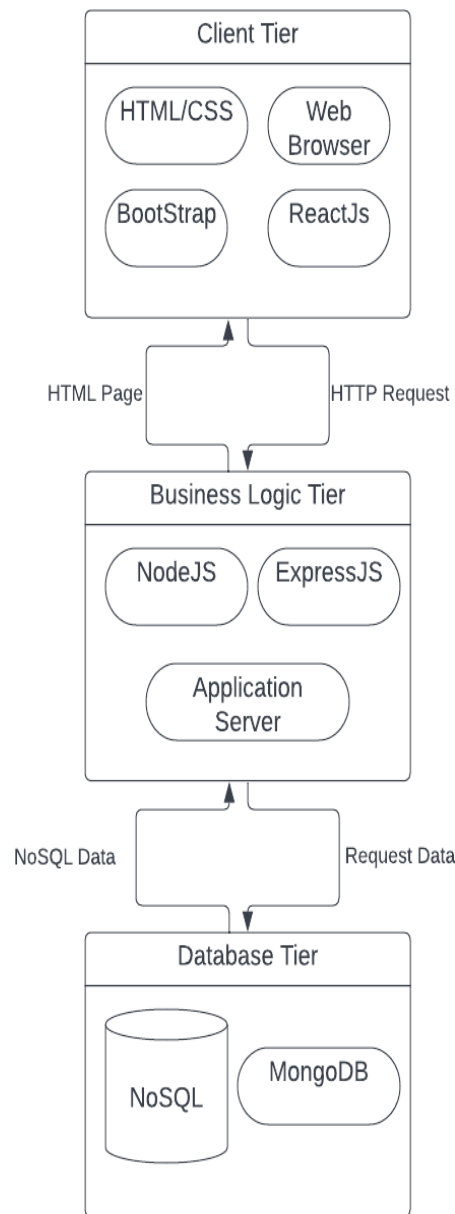 Client Tier
HTML/CSS
Web
Browser
BootStrap
ReactJs
HTML Page
HTTP Request
Business Logic Tier
NodeJS
ExpressJS
Application
Server
NoSQL Data
Request Data
Database Tier
NoSQL
MongoDB